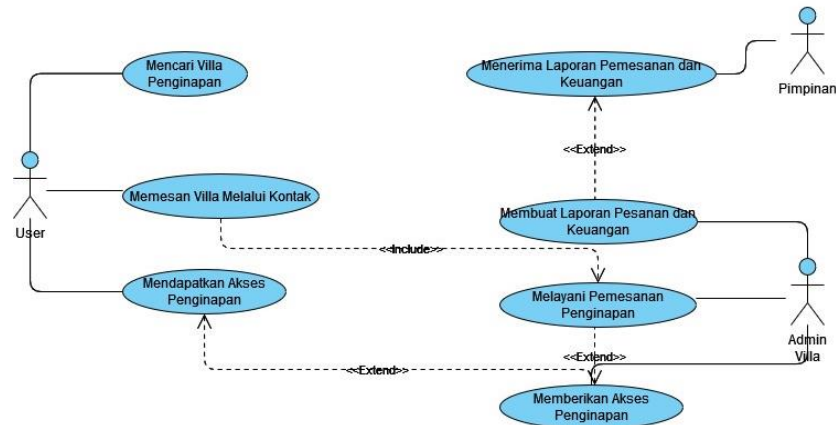 Mencari Villa
Penginapan
Menerima Laporan Pemesanan dan
Keuangan
Pimpinan
<<Extend>>
Memesan Villa Melalui Kontak
Membuat Laporan Pesanan dan
Keuangan
User
<<Include>>
Mendapatkan Akses
Penginapan
Melayani Pemesanan
Penginapan
Admin
Villa
<<Extend>>
<<Extend>>
Memberikan Akses
Penginapan